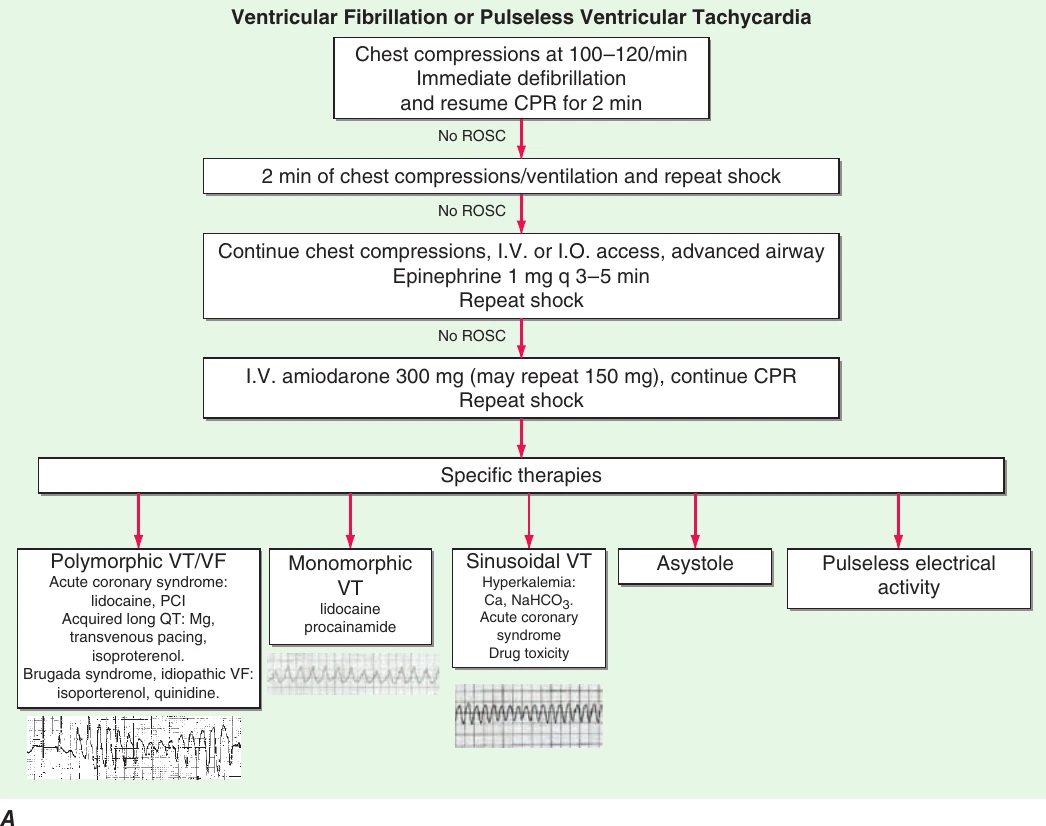 Ventricular Fibrillation or Pulseless Ventricular Tachycardia
Chest compressions at 100–120/min
Immediate defibrillation
and resume CPR for 2 min
No ROSC
2 min of chest compressions/ventilation and repeat shock
No ROSC
Continue chest compressions, I.V. or I.O. access, advanced airway
Epinephrine 1 mg q 3–5 min
Repeat shock
No ROSC
I.V. amiodarone 300 mg (may repeat 150 mg), continue CPR
Repeat shock
Specific therapies
Polymorphic VT/VF
Acute coronary syndrome:
lidocaine, PCI
Acquired long QT: Mg,
transvenous pacing,
isoproterenol.
Brugada syndrome, idiopathic VF:
isoporterenol, quinidine.
Monomorphic
VT
lidocaine
procainamide
Sinusoidal VT
Hyperkalemia:
Ca, NaHCO3.
Acute coronary
syndrome
Drug toxicity
Asystole
Pulseless electrical
activity
A